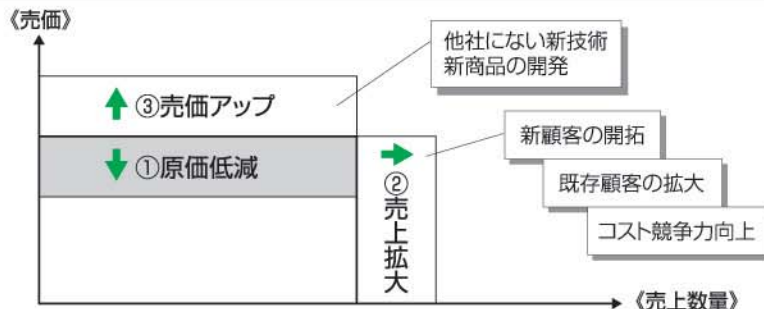 《売価》
他社にない新技術
新商品の開発
③売価アップ
新顧客の開拓
①原価低減
②売上拡大
既存顧客の拡大
コスト競争力向上
《売上数量》